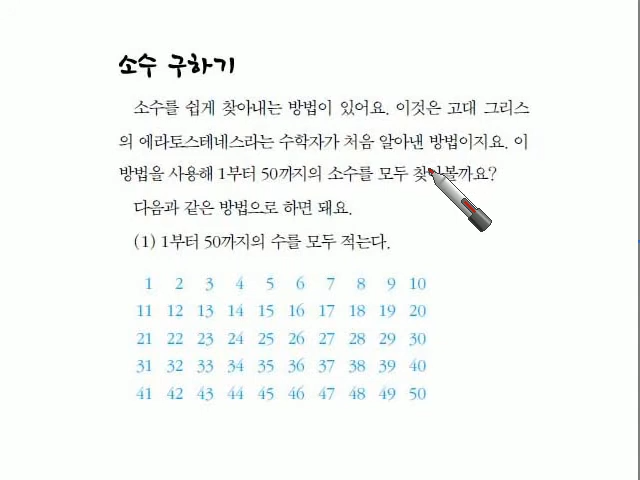 소수 구하기
소수를 쉽게 찾아내는 방법이 있어요. 이것은 고대 그리스
의 에라토스테네스라는 수학자가 처음 알아낸 방법이지요. 이
방법을 사용해 1부터 50까지의 소수를 모두 찾아볼까요?
다음과 같은 방법으로 하면 돼요.
(1) 1부터 50까지의 수를 모두 적는다.
1 2 3 4 5 6 7 8 9 10
11 12 13 14 15 16 17 18 19 20
21 22 23 24 25 26 27 28 29 30
31 32 33 34 35 36 37 38 39 40
41 42 43 44 45 46 47 48 49 50